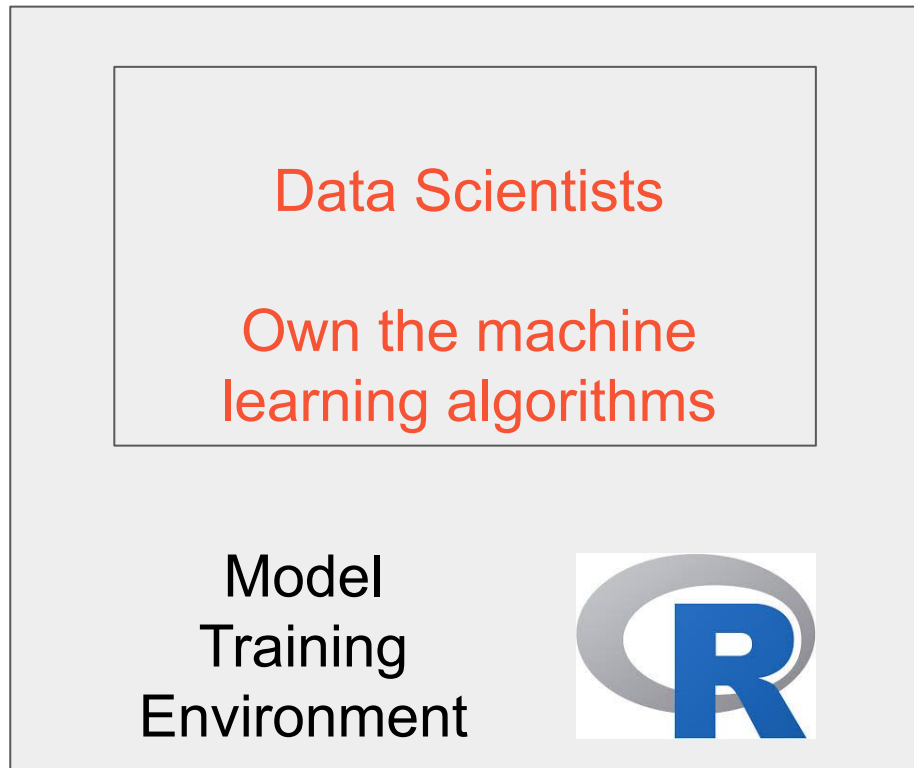 Data Scientists
Own the machine
learning algorithms
Model
Training
Environment
R